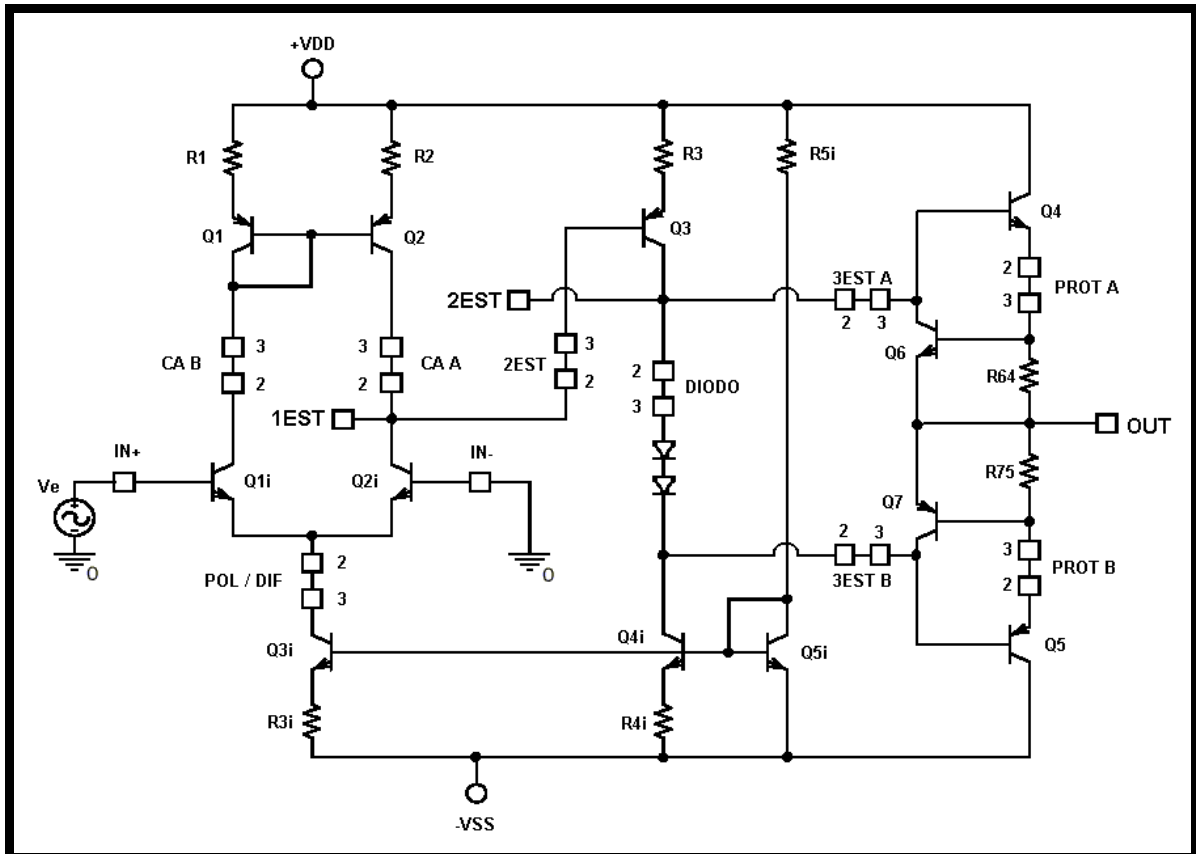 +VDD
R1
R2
R3
R5i
Q1
Q2
Q3
Q4
2
PROT A
3
2EST
3EST A
2 3
Q6
CA B
3
2
3
2
CA A
2EST
3
2
2
3
DIODO
R64
1EST
OUT
IN+
IN-
Ve
Q1i
Q2i
R75
Q7
0
0
POL / DIF
2
3
2 3
3EST B
3
2
PROT B
Q3i
Q4i
Q5i
Q5
R3i
R4i
-VSS